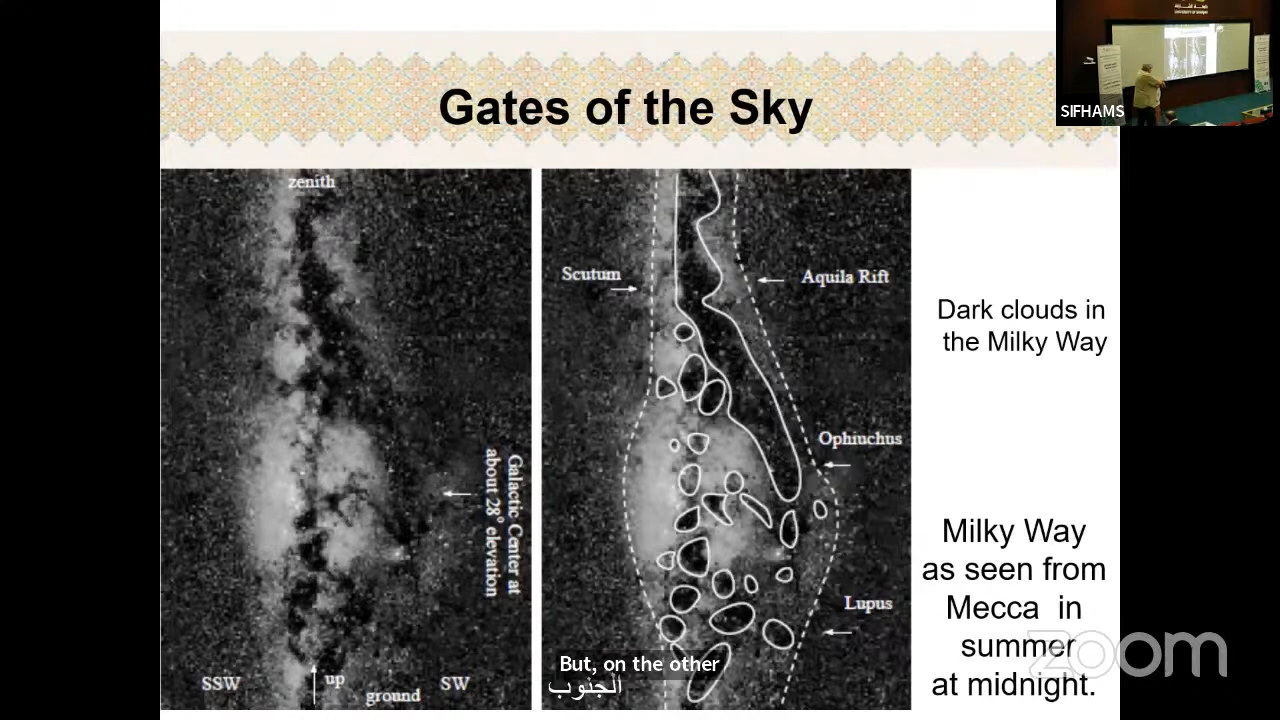 Gates of the Sky
SIFHAMS
zenith
Galactic Center at
about 28° elevation
SSW
up
ground
SW
Scutum
Aquila Rift
Ophiuchus
Lupus
Dark clouds in
the Milky Way
Milky Way
as seen from
Mecca in
summer
at midnight.
But, on the other
الجنوب
zoom